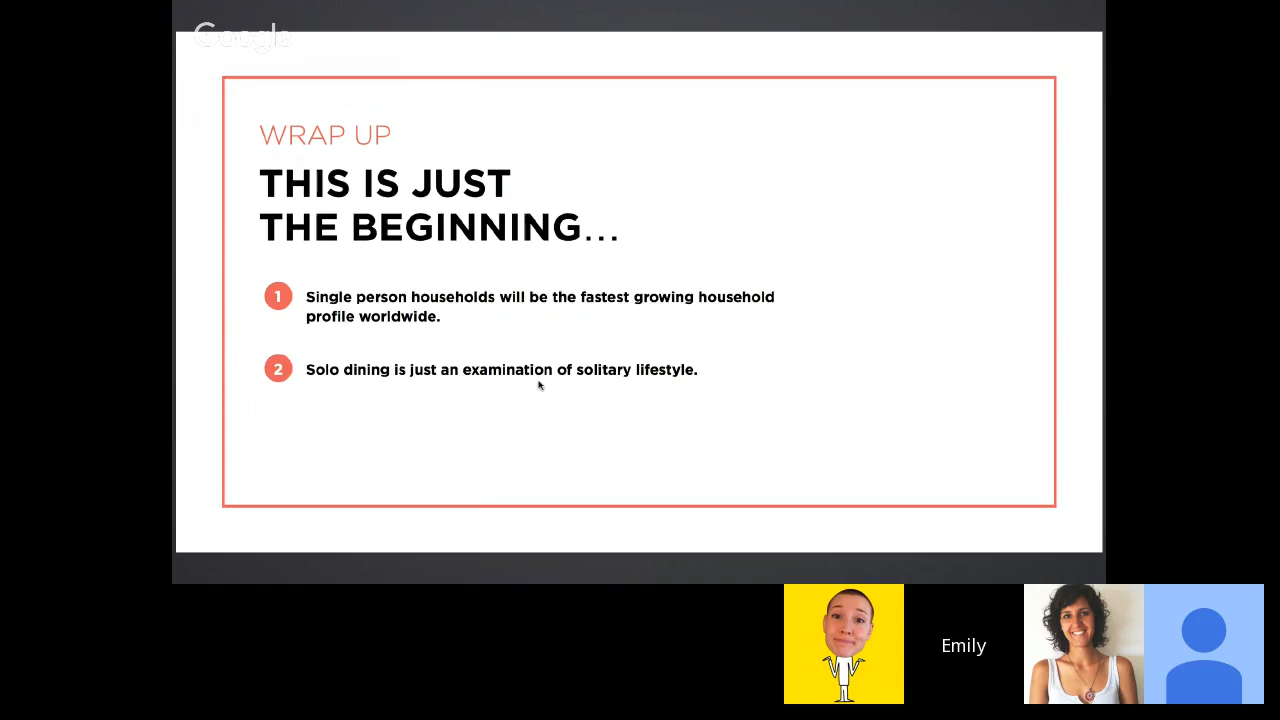 Google
WRAP UP
THIS IS JUST
THE BEGINNING...
1 Single person households will be the fastest growing household
profile worldwide.
2 Solo dining is just an examination of solitary lifestyle.
Emily